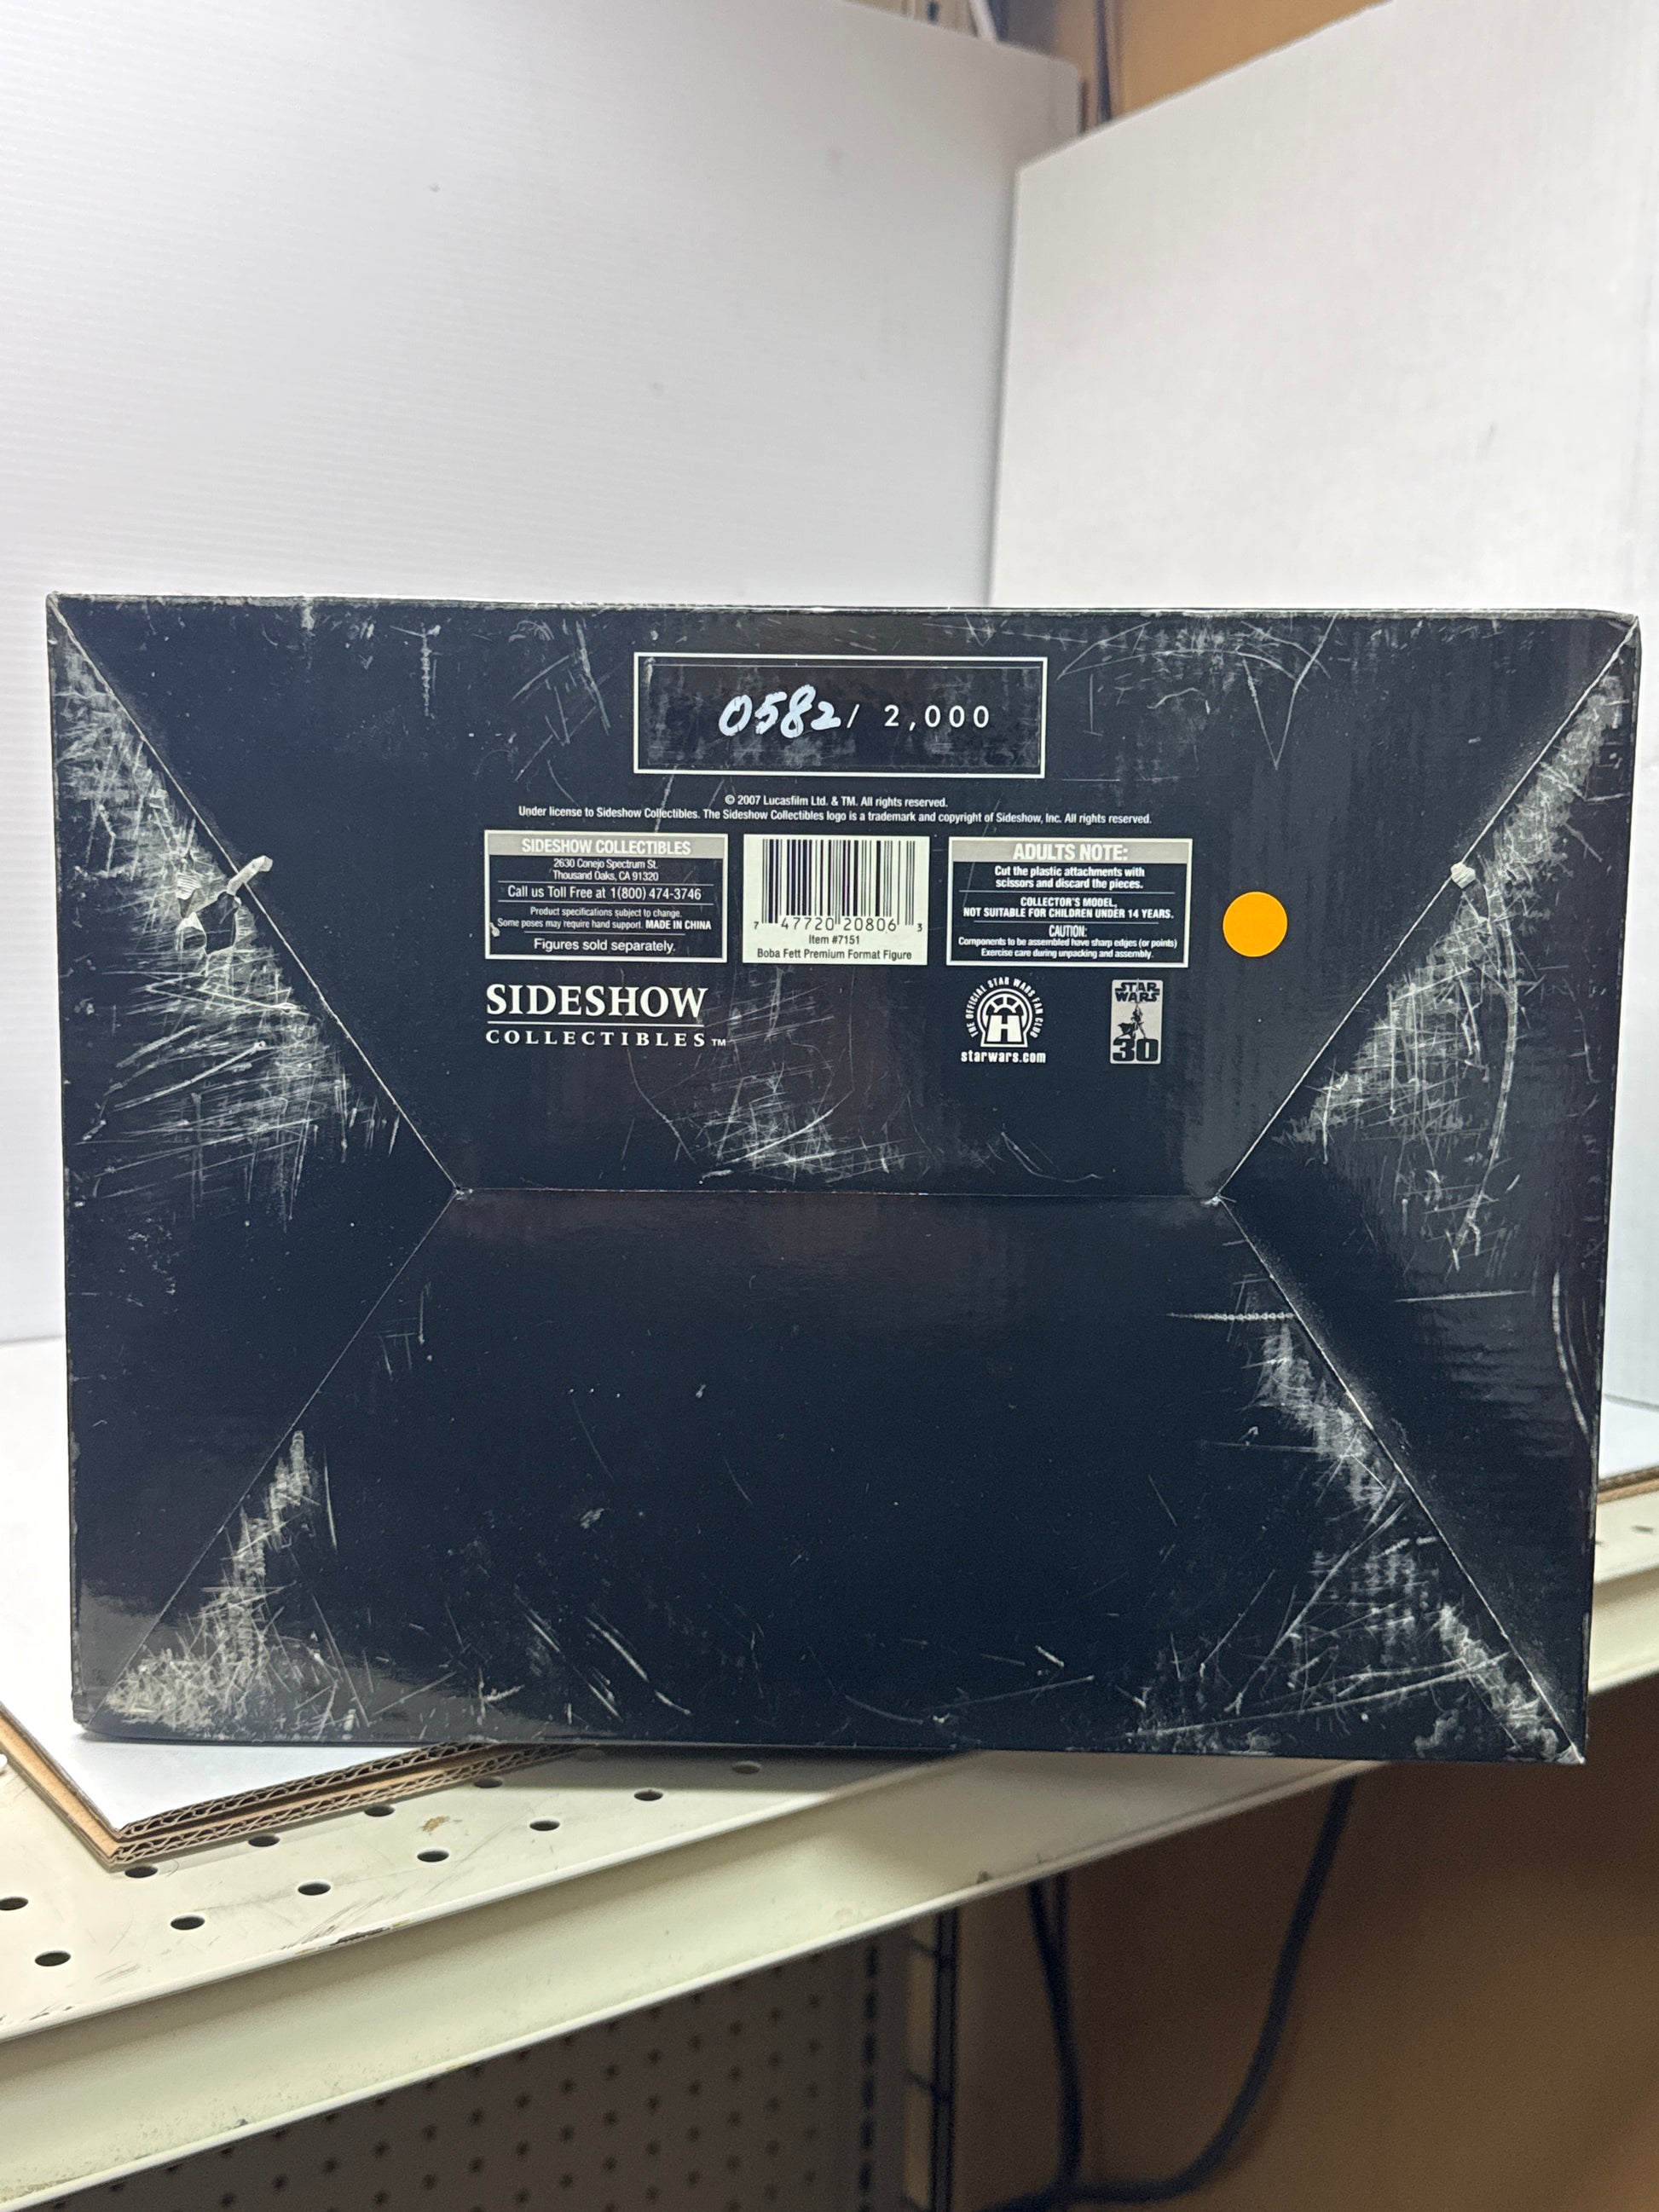 0582/ 2,000
© 2007 Lucasfilm Ltd. & TM. All rights reserved.
Under license to Sideshow Collectibles. The Sideshow Collectibles logo is a trademark and copyright of Sideshow, Inc. All rights reserved.
SIDESHOW COLLECTIBLES
2630 Conejo Spectrum St.
Thousand Oaks, CA 91320
Call us Toll Free at 1(800) 474-3746
Product specifications subject to change.
Some poses may require hand support. MADE IN CHINA
Figures sold separately.
7 47720 20806 3
Item #7151
Boba Fett Premium Format Figure
ADULTS NOTE:
Cut the plastic attachments with
scissors and discard the pieces.
COLLECTOR'S MODEL,
NOT SUITABLE FOR CHILDREN UNDER 14 YEARS.
CAUTION:
Components to be assembled have sharp edges (or points)
Exercise care during unpacking and assembly.
SIDESHOW
COLLECTIBLES™
THE OFFICIAL STAR WARS FAN CLUB
H
starwars.com
STAR
WARS
30